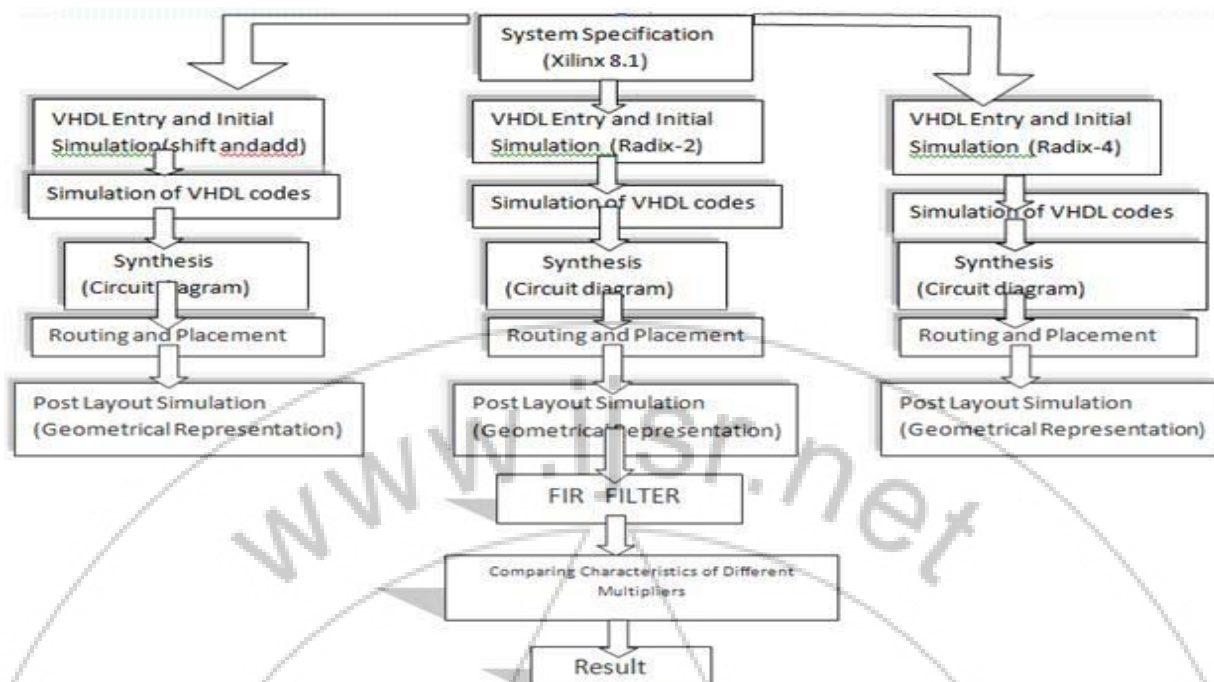 System Specification
(Xilinx 8.1)
VHDL Entry and Initial
Simulation(shift andadd)
Simulation of VHDL codes
Synthesis
(Circuit diagram)
Routing and Placement
Post Layout Simulation
(Geometrical Representation)
VHDL Entry and Initial
Simulation (Radix-2)
Simulation of VHDL codes
Synthesis
(Circuit diagram)
Routing and Placement
Post Layout Simulation
(Geometrical Representation)
VHDL Entry and Initial
Simulation (Radix-4)
Simulation of VHDL codes
Synthesis
(Circuit diagram)
Routing and Placement
Post Layout Simulation
(Geometrical Representation)
FIR FILTER
Comparing Characteristics of Different
Multipliers
Result
www.ijsr.net